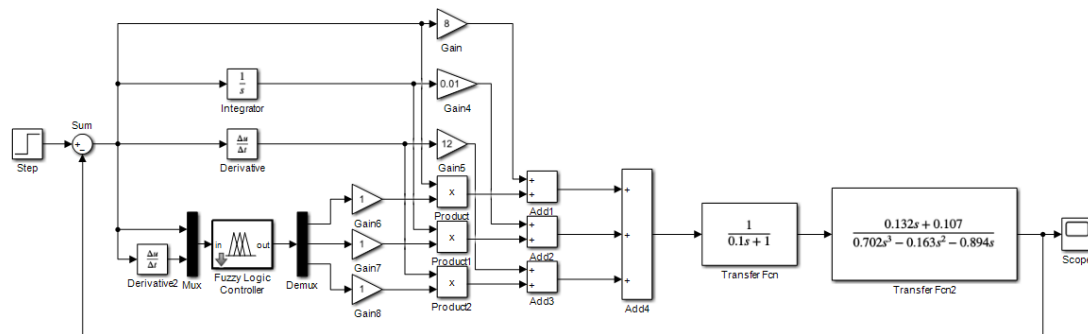 8
Gain
1
s
Integrator
0.01
Gain4
Sum
+
−
Step
Δu
Δt
Derivative
12
Gain5
x
Product
1
Gain6
+
+
Add1
x
Product1
1
Gain7
+
+
Add2
x
Product2
1
Gain8
+
+
Add3
Δu
Δt
Derivative2
Mux
in
out
Fuzzy Logic
Controller
Demux
+
+
+
Add4
1
0.1s + 1
Transfer Fcn
0.132s + 0.107
0.702s³ − 0.163s² − 0.894s
Transfer Fcn2
Scope